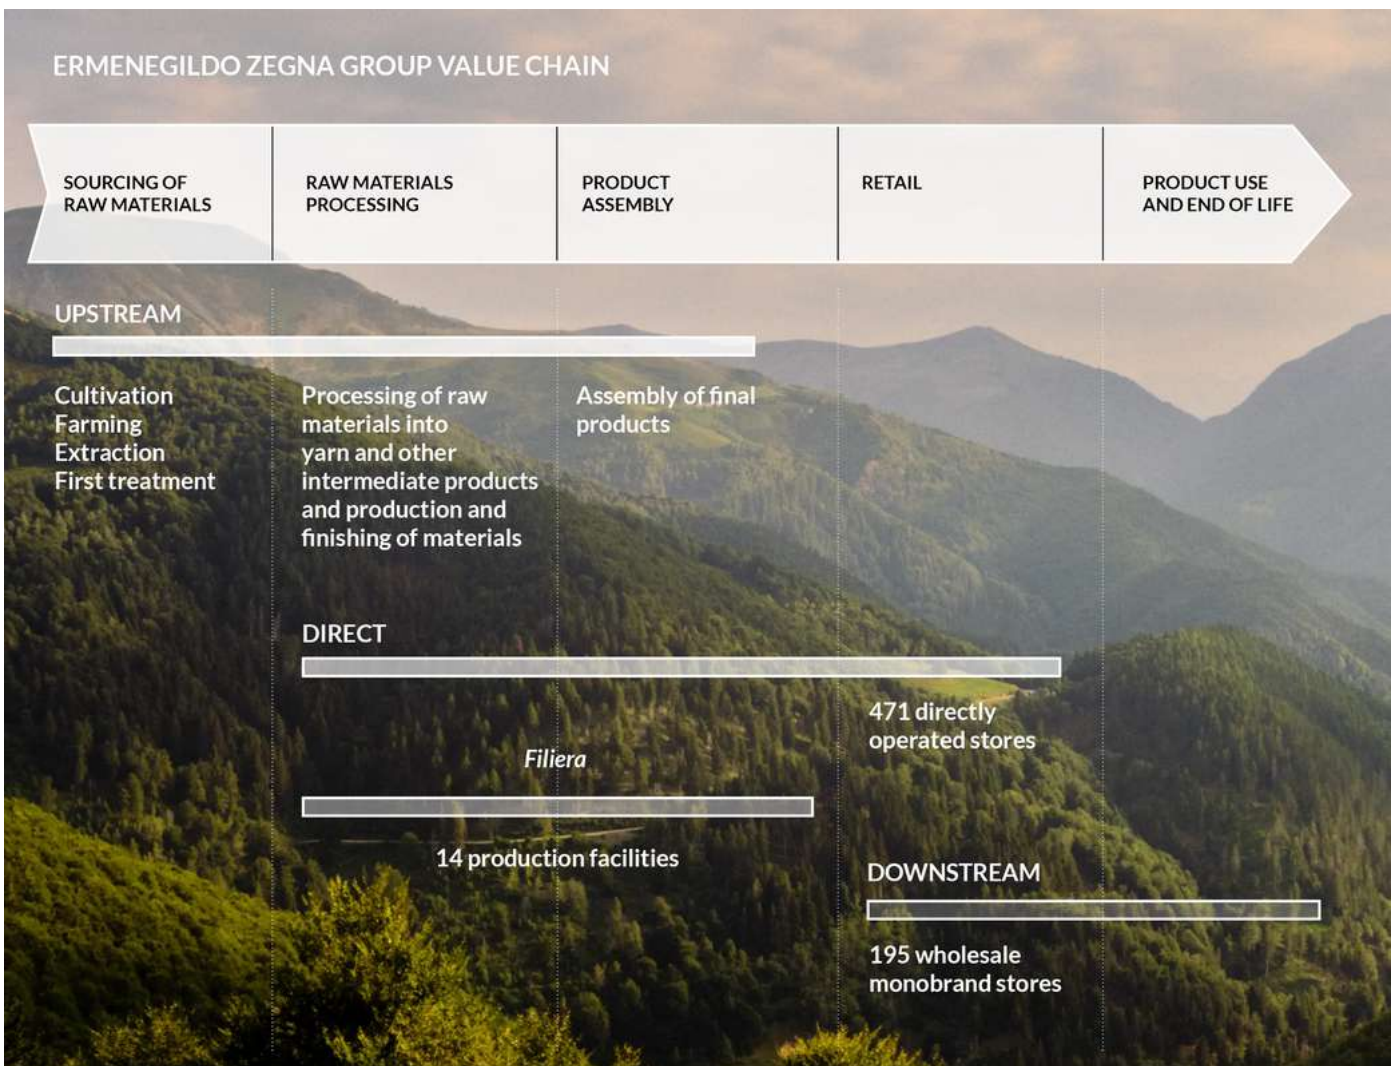 ERMENEGILDO ZEGNA GROUP VALUE CHAIN
SOURCING OF
RAW MATERIALS
RAW MATERIALS
PROCESSING
PRODUCT
ASSEMBLY
RETAIL
PRODUCT USE
AND END OF LIFE
UPSTREAM
Cultivation
Farming
Extraction
First treatment
Processing of raw
materials into
yarn and other
intermediate products
and production and
finishing of materials
Assembly of final
products
DIRECT
471 directly
operated stores
Filiera
14 production facilities
DOWNSTREAM
195 wholesale
monobrand stores